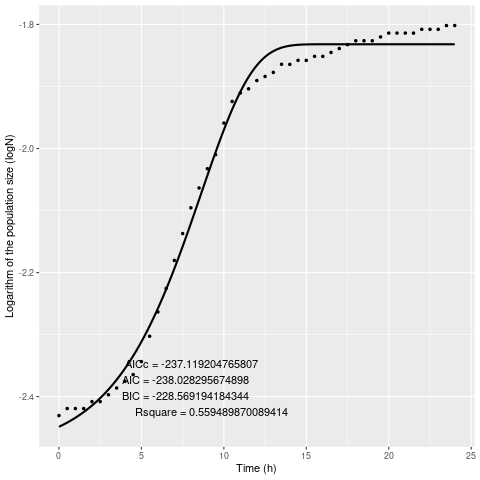 -1.8
-2.0
-2.2
-2.4
Logarithm of the population size (logN)
AICc = -237.119204765807
AIC = -238.028295674898
BIC = -228.569194184344
Rsquare = 0.559489870089414
0 5 10 15 20 25
Time (h)